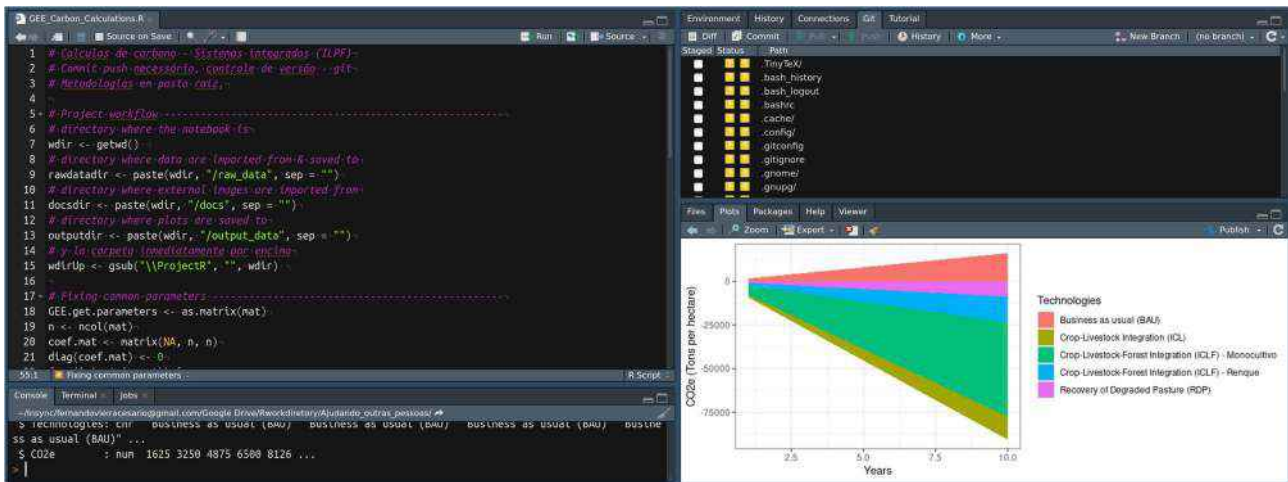 GEE_Carbon_Calculations.R
Source on Save
Run
Source
1 # Calculos de carbono - Sistemas integrados (ILPF)
2 # Commit push necessário, controle de versão - git
3 # Metodologias en pasta raiz,
4
5 # Project workflow
6 # directory where the notebook is
7 wdir <- getwd()
8 # directory where data are imported from & saved to
9 rawdatadir <- paste(wdir, "/raw_data", sep = "")
10 # directory where external images are imported from
11 docsdir <- paste(wdir, "/docs", sep = "")
12 # directory where plots are saved to
13 outputdir <- paste(wdir, "/output_data", sep = "")
14 # y la carpeta inmediatamente por encima
15 wdirUp <- gsub("\\ProjectR", "", wdir)
16
17 # Fixing common parameters
18 GEE.get.parameters <- as.matrix(mat)
19 n <- ncol(mat)
20 coef.mat <- matrix(NA, n, n)
21 diag(coef.mat) <- 0
55:1 Fixing common parameters R Script
Console Terminal Jobs
~/Insync/fernandovierracesario@gmail.com/Google Drive/Rworkdiretory/Ajudando_outras_pessoas/
$ Technologies: chr "Business as usual (BAU)" "Business as usual (BAU)" "Business as usual (BAU)" "Busine
ss as usual (BAU)" ...
$ CO2e : num 1625 3250 4875 6500 8126 ...
>
Environment History Connections Git Tutorial
Diff Commit Pull Push History More New Branch (no branch)
Staged Status Path
.TinyTeX/
.bash_history
.bash_logout
.bashrc
.cache/
.config/
.gitconfig
.gitignore
.gnome/
.gnupg/
Files Plots Packages Help Viewer
Zoom Export Publish
CO2e (Tons per hectare)
0
-25000
-50000
-75000
2.5 5.0 7.5 10.0
Years
Technologies
Business as usual (BAU)
Crop-Livestock Integration (ICL)
Crop-Livestock-Forest Integration (ICLF) - Monocultivo
Crop-Livestock-Forest Integration (ICLF) - Renque
Recovery of Degraded Pasture (RDP)